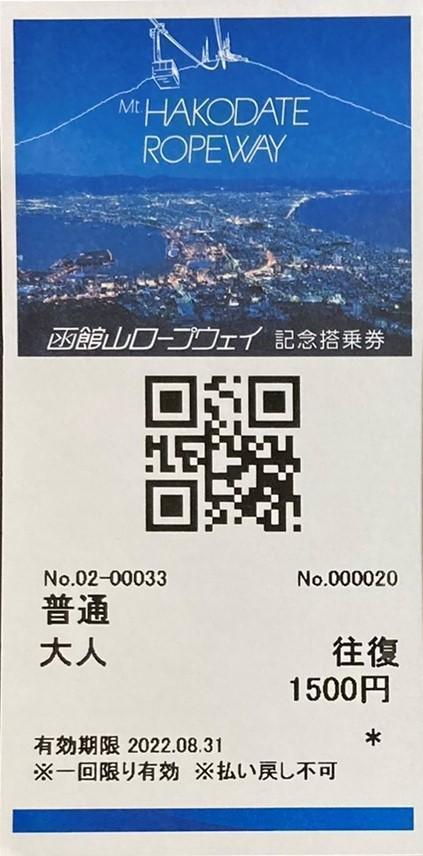 Mt. HAKODATE
ROPEWAY
函館山ロープウェイ 記念搭乗券
No.02-00033 No.000020
普通
大人 往復
1500円
*
有効期限 2022.08.31
※一回限り有効 ※払い戻し不可